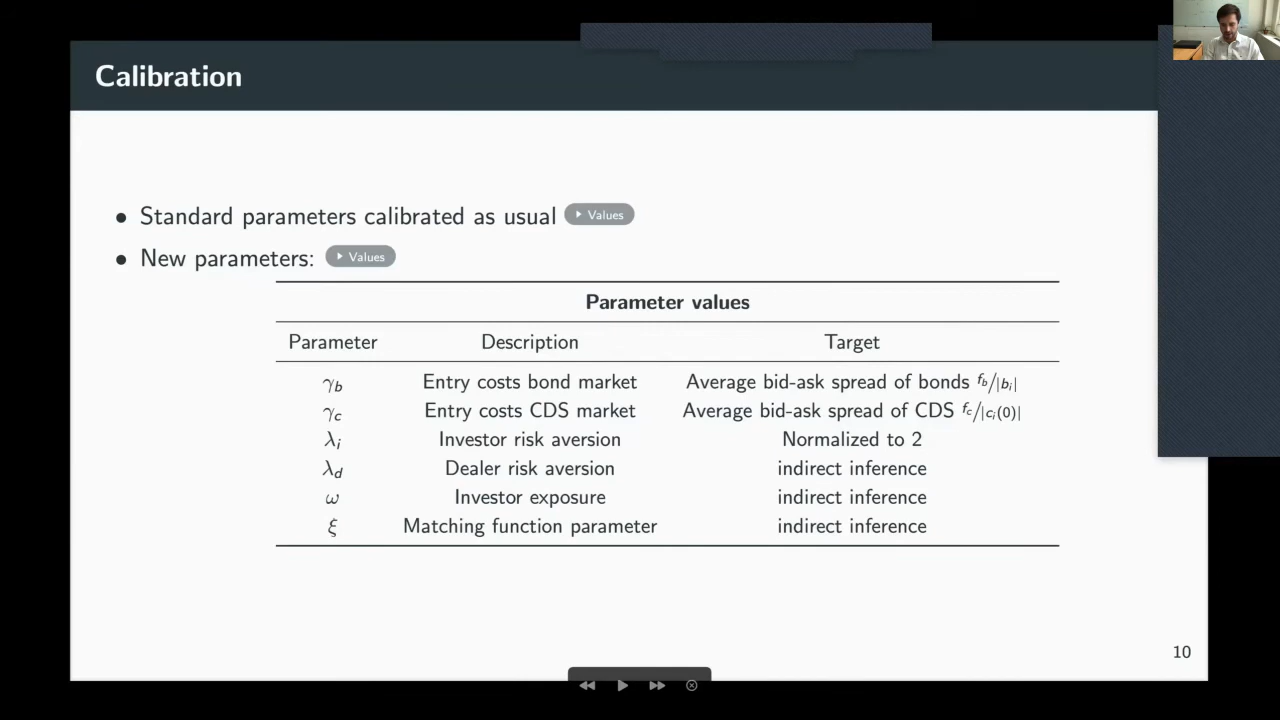 Calibration
• Standard parameters calibrated as usual Values
• New parameters: Values
Parameter values
Parameter Description Target
γb Entry costs bond market Average bid-ask spread of bonds fb/|bi|
γc Entry costs CDS market Average bid-ask spread of CDS fc/|ci(0)|
λi Investor risk aversion Normalized to 2
λd Dealer risk aversion indirect inference
ω Investor exposure indirect inference
ξ Matching function parameter indirect inference
10